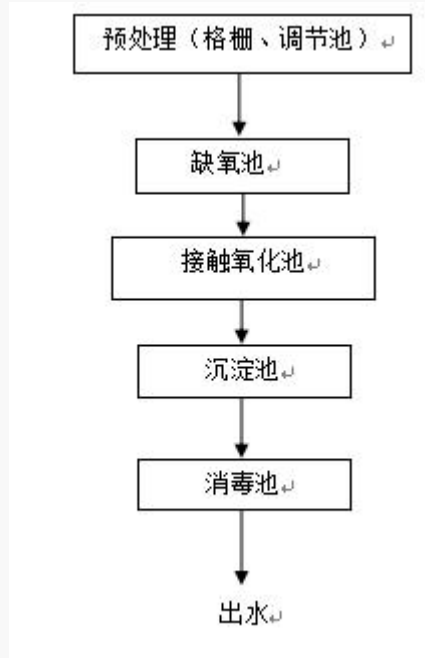 预处理（格栅、调节池）
缺氧池
接触氧化池
沉淀池
消毒池
出水